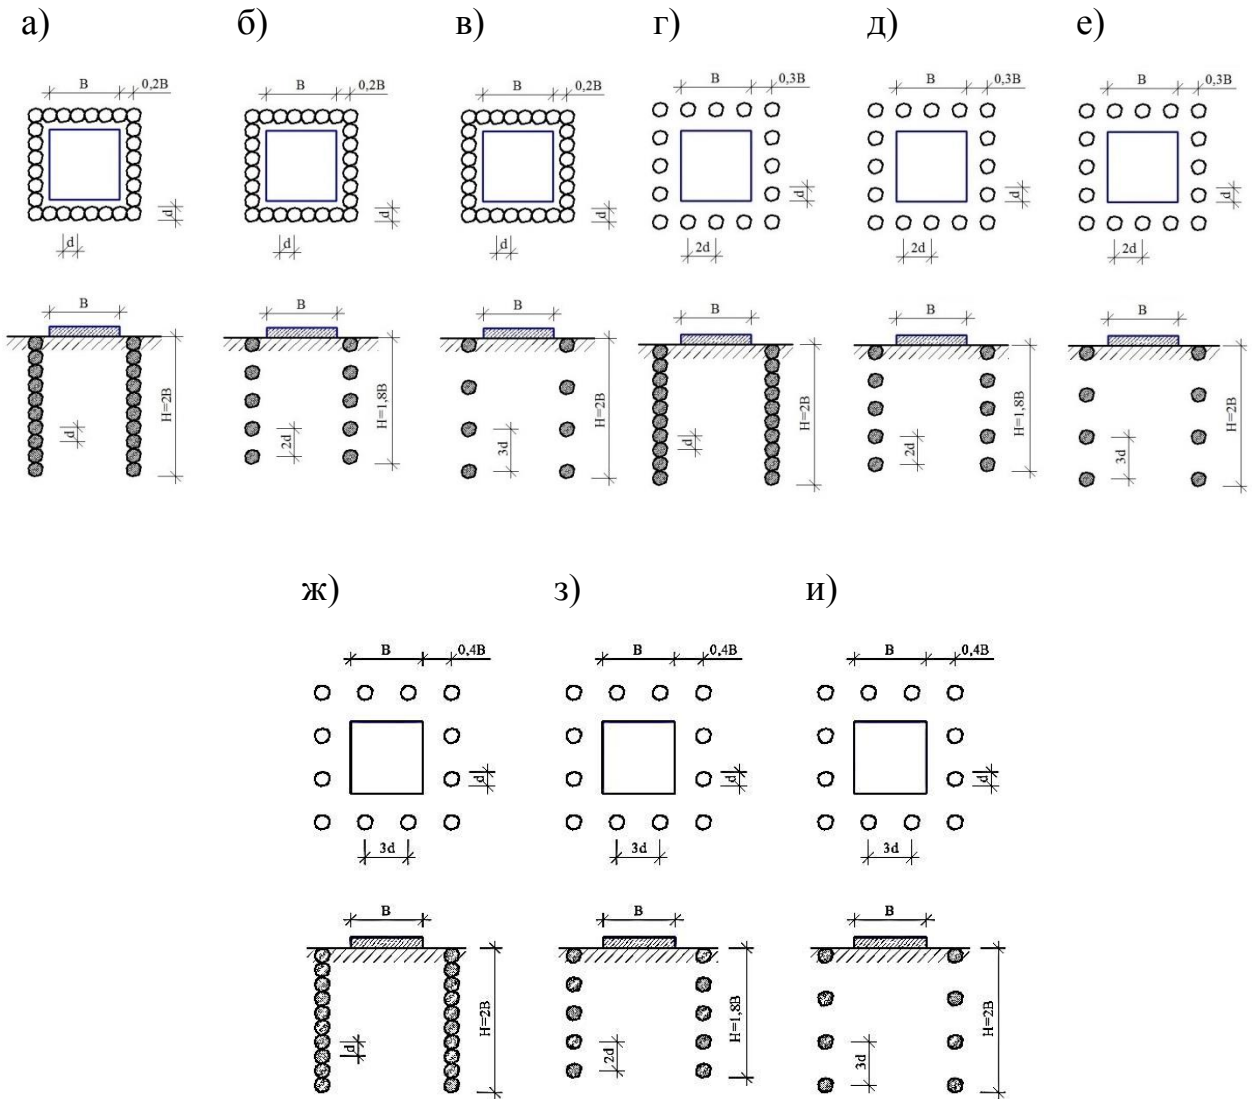 а) б) в) г) д) е)
B 0,2B B 0,2B B 0,2B B 0,3B B 0,3B B 0,3B
d d d d d d
d d d 2d 2d 2d
B B B B B B
d H=2B 2d H=1,8B 3d H=2B d H=2B 2d H=1,8B 3d H=2B
ж) з) и)
B 0,4B B 0,4B B 0,4B
d d d
3d 3d 3d
B B B
d H=2B 2d H=1,8B 3d H=2B